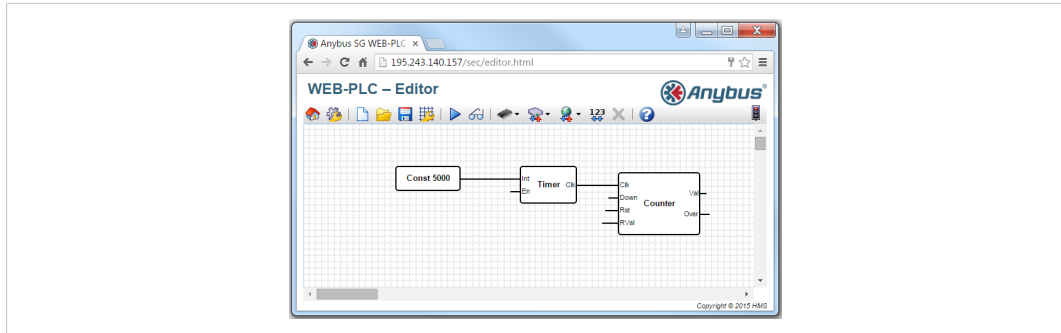 Anybus SG WEB-PLC
195.243.140.157/sec/editor.html
WEB-PLC – Editor
Anybus®
123
Const 5000
Int
En
Timer
Clk
Clk
Down
Rst
RVal
Counter
Val
Over
Copyright © 2015 HMS